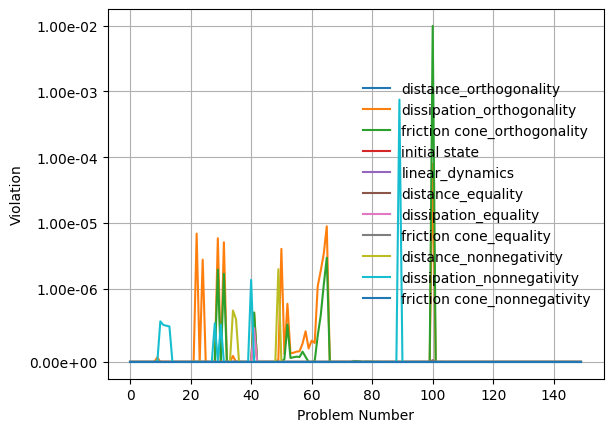 1.00e-02
1.00e-03
1.00e-04
1.00e-05
1.00e-06
0.00e+00
Violation
distance_orthogonality
dissipation_orthogonality
friction cone_orthogonality
initial state
linear_dynamics
distance_equality
dissipation_equality
friction cone_equality
distance_nonnegativity
dissipation_nonnegativity
friction cone_nonnegativity
0 20 40 60 80 100 120 140
Problem Number